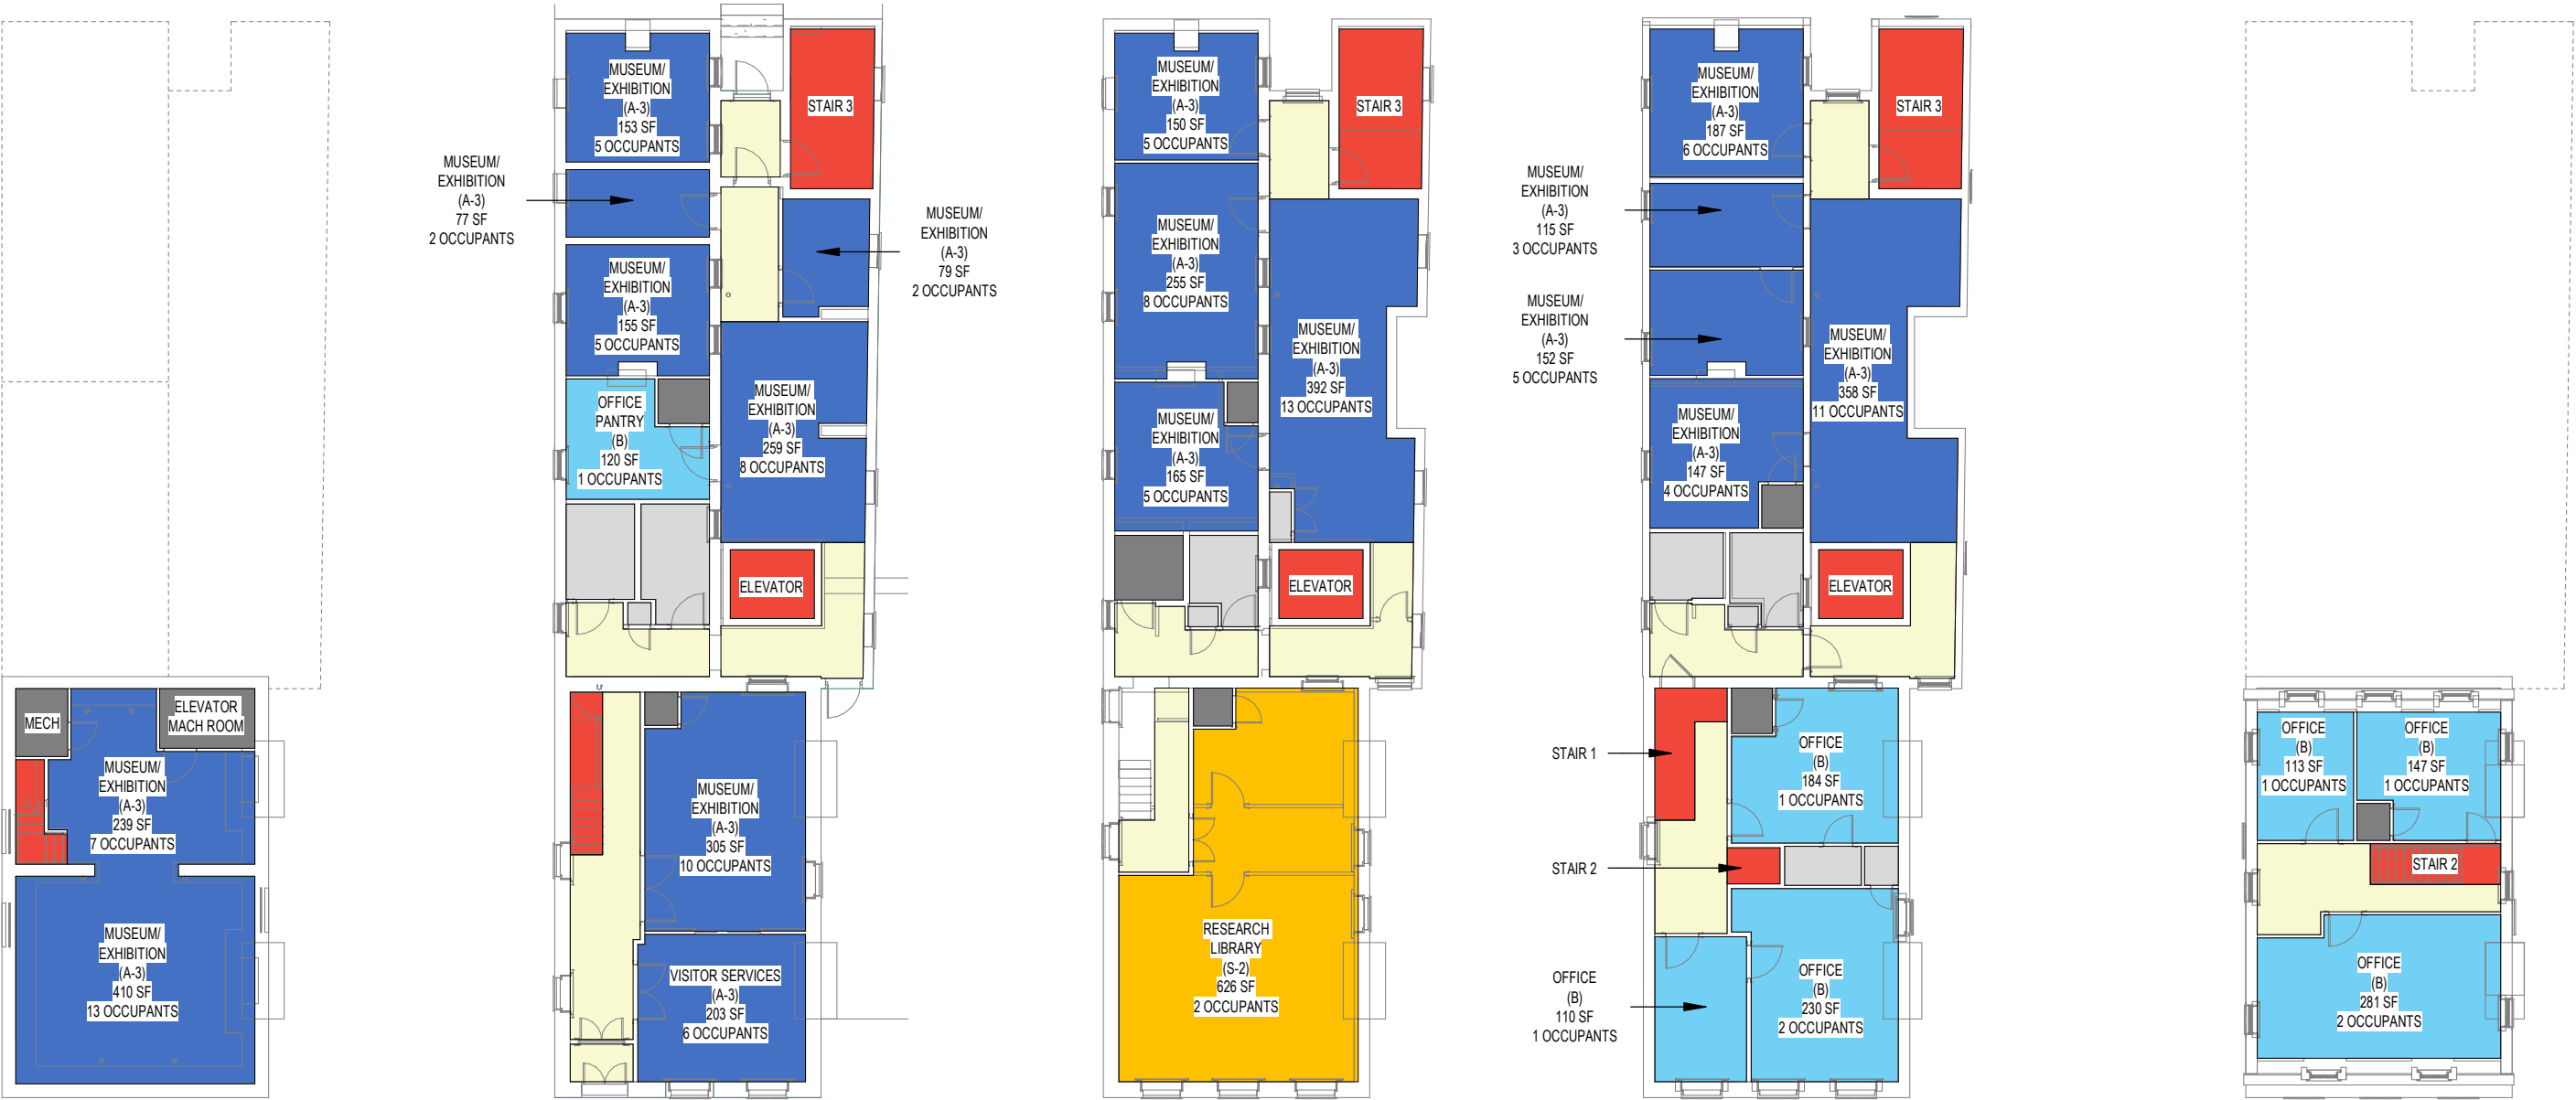 MECH
ELEVATOR
MACH ROOM
MUSEUM/
EXHIBITION
(A-3)
239 SF
7 OCCUPANTS
MUSEUM/
EXHIBITION
(A-3)
410 SF
13 OCCUPANTS
MUSEUM/
EXHIBITION
(A-3)
153 SF
5 OCCUPANTS
STAIR 3
MUSEUM/
EXHIBITION
(A-3)
77 SF
2 OCCUPANTS
MUSEUM/
EXHIBITION
(A-3)
79 SF
2 OCCUPANTS
MUSEUM/
EXHIBITION
(A-3)
155 SF
5 OCCUPANTS
OFFICE
PANTRY
(B)
120 SF
1 OCCUPANTS
MUSEUM/
EXHIBITION
(A-3)
259 SF
8 OCCUPANTS
ELEVATOR
MUSEUM/
EXHIBITION
(A-3)
305 SF
10 OCCUPANTS
VISITOR SERVICES
(A-3)
203 SF
6 OCCUPANTS
MUSEUM/
EXHIBITION
(A-3)
150 SF
5 OCCUPANTS
STAIR 3
MUSEUM/
EXHIBITION
(A-3)
255 SF
8 OCCUPANTS
MUSEUM/
EXHIBITION
(A-3)
392 SF
13 OCCUPANTS
MUSEUM/
EXHIBITION
(A-3)
165 SF
5 OCCUPANTS
ELEVATOR
RESEARCH
LIBRARY
(S-2)
626 SF
2 OCCUPANTS
MUSEUM/
EXHIBITION
(A-3)
187 SF
6 OCCUPANTS
STAIR 3
MUSEUM/
EXHIBITION
(A-3)
115 SF
3 OCCUPANTS
MUSEUM/
EXHIBITION
(A-3)
152 SF
5 OCCUPANTS
MUSEUM/
EXHIBITION
(A-3)
358 SF
11 OCCUPANTS
MUSEUM/
EXHIBITION
(A-3)
147 SF
4 OCCUPANTS
ELEVATOR
STAIR 1
OFFICE
(B)
184 SF
1 OCCUPANTS
STAIR 2
OFFICE
(B)
110 SF
1 OCCUPANTS
OFFICE
(B)
230 SF
2 OCCUPANTS
OFFICE
(B)
113 SF
1 OCCUPANTS
OFFICE
(B)
147 SF
1 OCCUPANTS
STAIR 2
OFFICE
(B)
281 SF
2 OCCUPANTS